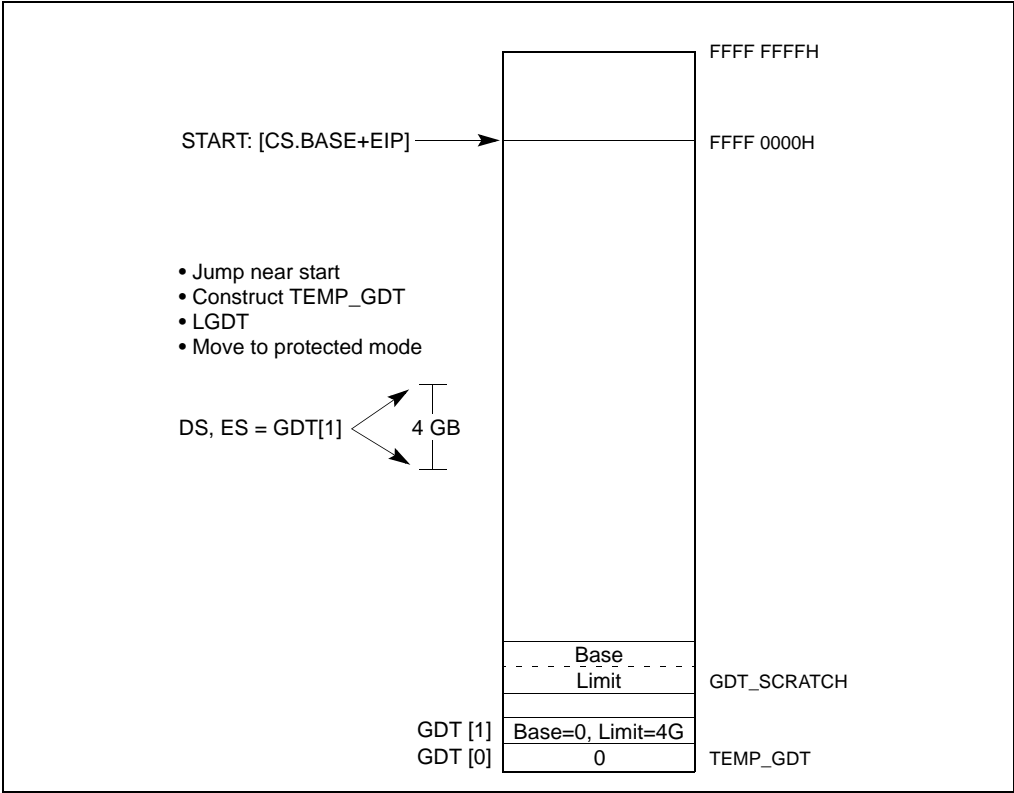 FFFF FFFFH
START: [CS.BASE+EIP]
FFFF 0000H
• Jump near start
• Construct TEMP_GDT
• LGDT
• Move to protected mode
DS, ES = GDT[1]
4 GB
Base
Limit
GDT_SCRATCH
GDT [1]
Base=0, Limit=4G
GDT [0]
0
TEMP_GDT